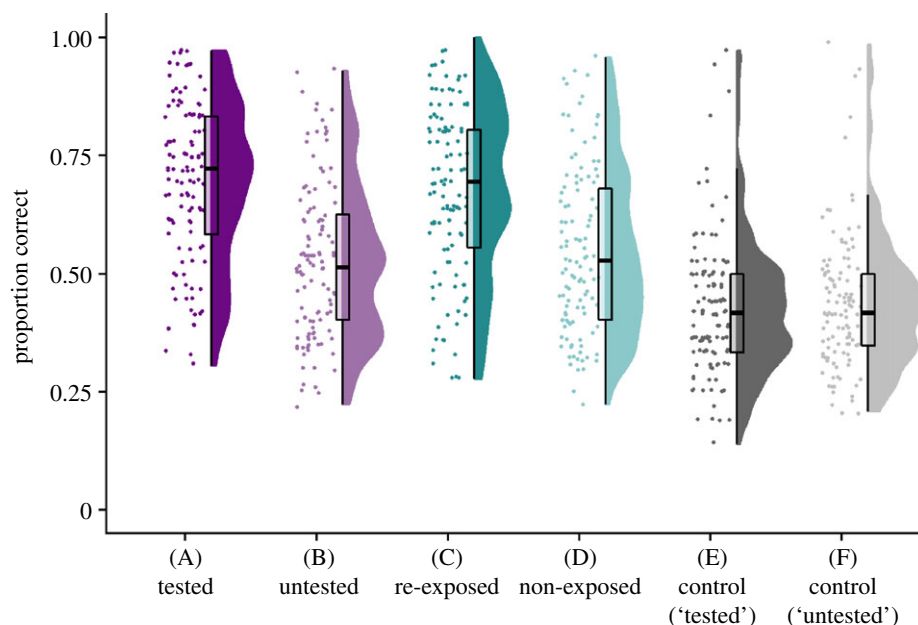 1.00
0.75
0.50
0.25
0
proportion correct
(A) (B) (C) (D) (E) (F)
tested untested re-exposed non-exposed control control
(‘tested’) (‘untested’)